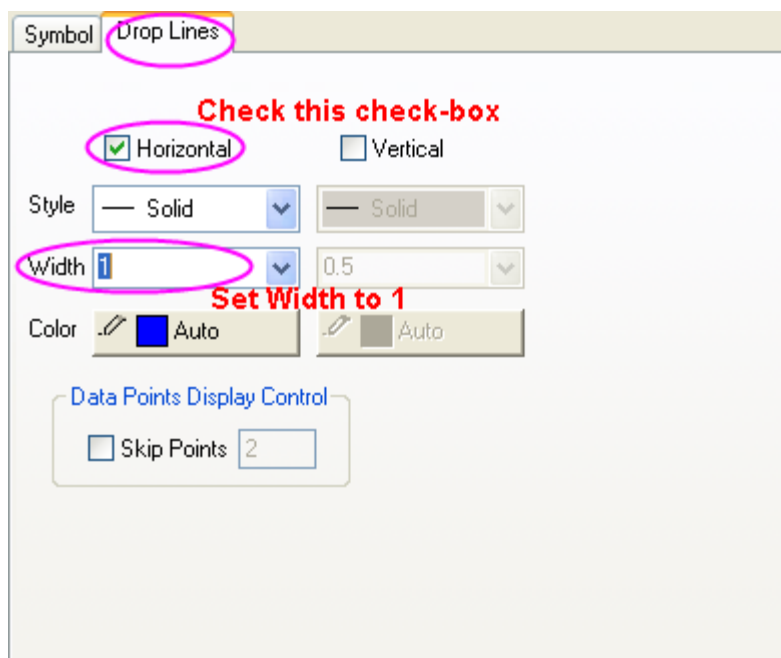 Symbol Drop Lines
Check this check-box
Horizontal Vertical
Style Solid Solid
Width 1 0.5
Set Width to 1
Color Auto Auto
Data Points Display Control
Skip Points 2